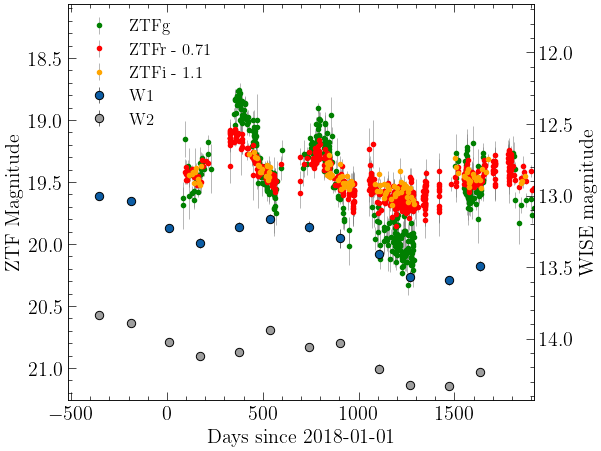 ZTFg
ZTFr - 0.71
ZTFi - 1.1
W1
W2
ZTF Magnitude
18.5
19.0
19.5
20.0
20.5
21.0
12.0
12.5
13.0
13.5
14.0
WISE magnitude
−500
0
500
1000
1500
Days since 2018-01-01